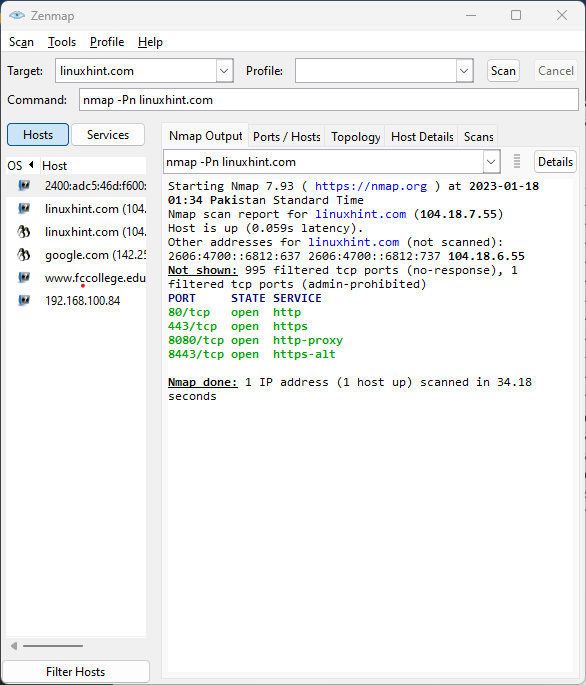 Zenmap
Scan Tools Profile Help
Target: linuxhint.com Profile: Scan Cancel
Command: nmap -Pn linuxhint.com
Hosts Services
OS Host
2400:adc5:46d:f600:
linuxhint.com (104.
linuxhint.com (104.
google.com (142.25
www.fccollege.edu
192.168.100.84
Filter Hosts
Nmap Output Ports / Hosts Topology Host Details Scans
nmap -Pn linuxhint.com Details
Starting Nmap 7.93 ( https://nmap.org ) at 2023-01-18
01:34 Pakistan Standard Time
Nmap scan report for linuxhint.com (104.18.7.55)
Host is up (0.059s latency).
Other addresses for linuxhint.com (not scanned):
2606:4700::6812:637 2606:4700::6812:737 104.18.6.55
Not shown: 995 filtered tcp ports (no-response), 1
filtered tcp ports (admin-prohibited)
PORT STATE SERVICE
80/tcp open http
443/tcp open https
8080/tcp open http-proxy
8443/tcp open https-alt
Nmap done: 1 IP address (1 host up) scanned in 34.18
seconds